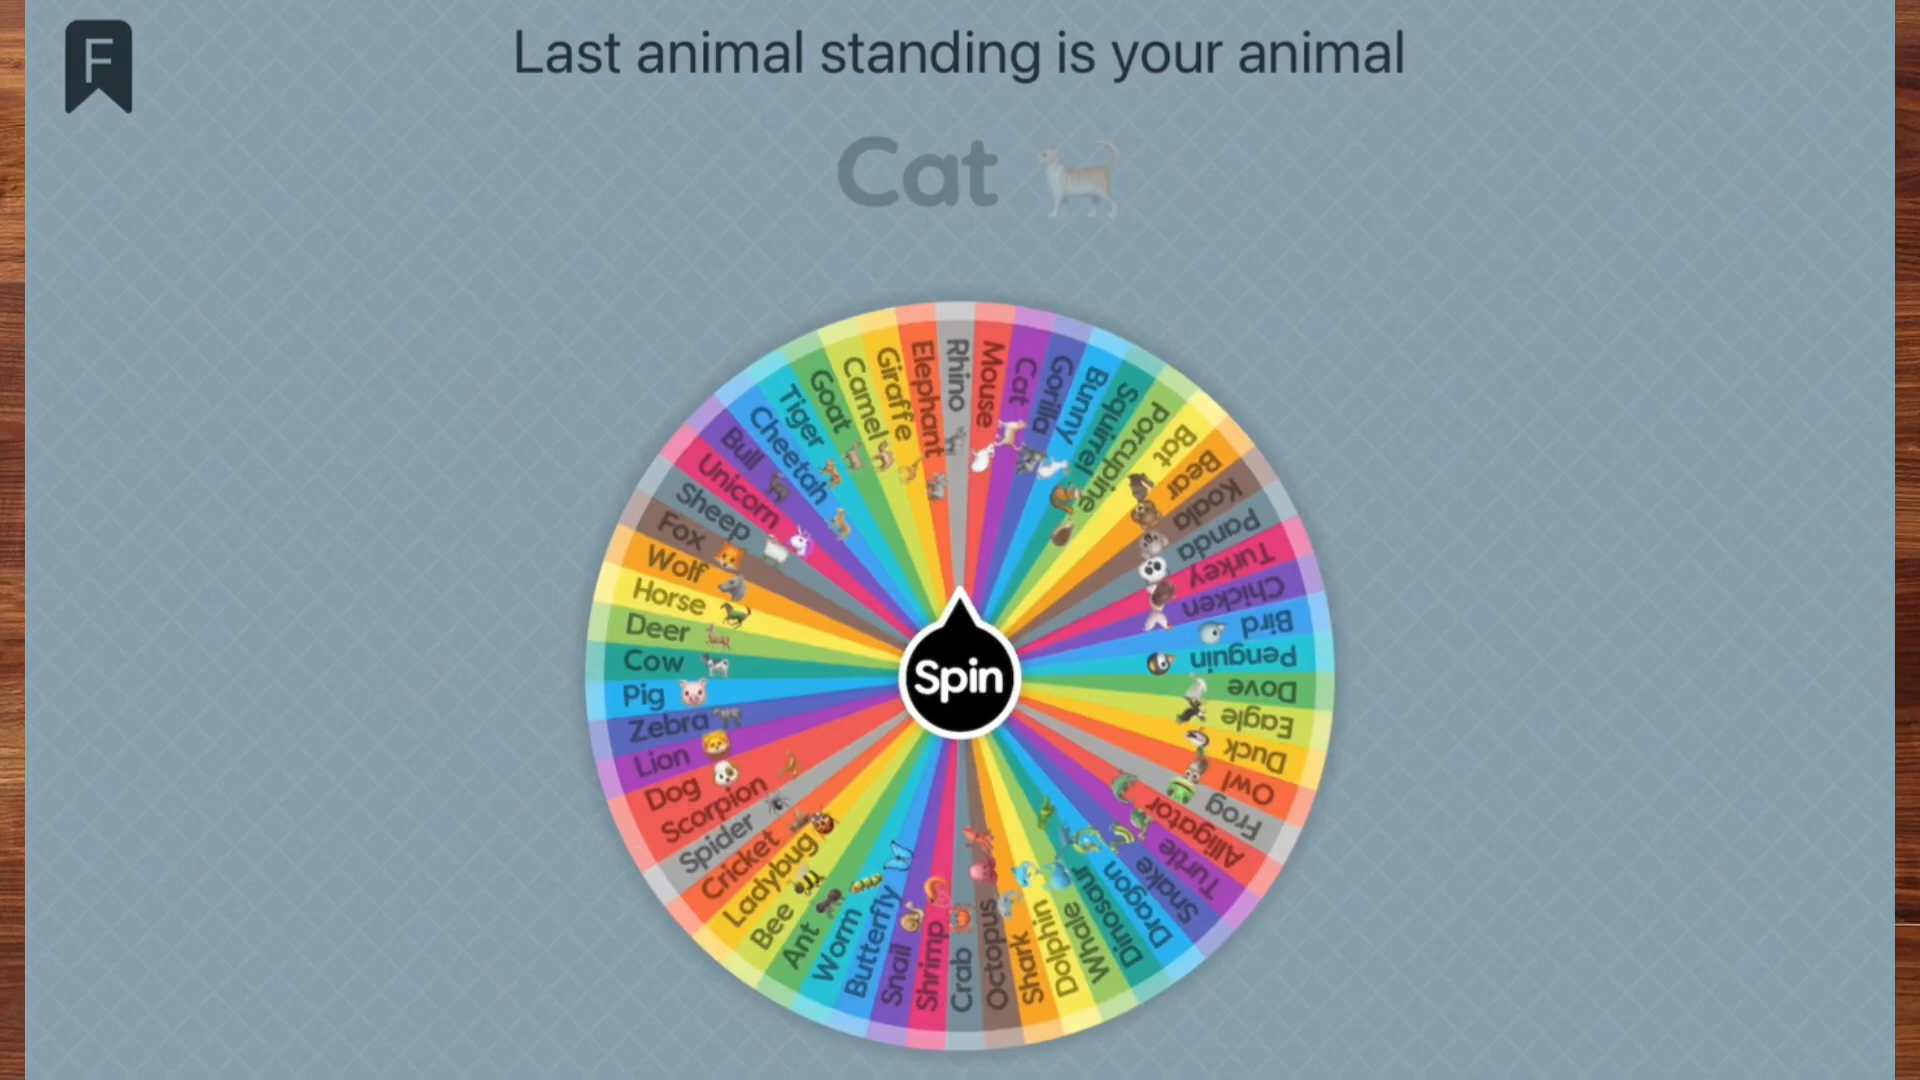 F
Last animal standing is your animal
Cat
Rhino
Mouse
Cat
Gorilla
Bunny
Squirrel
Porcupine
Bat
Bear
Koala
Panda
Turkey
Chicken
Bird
Penguin
Dove
Eagle
Duck
Owl
Frog
Alligator
Turtle
Snake
Dragon
Dinosaur
Whale
Dolphin
Shark
Octopus
Crab
Shrimp
Snail
Butterfly
Worm
Ant
Bee
Ladybug
Cricket
Spider
Scorpion
Dog
Lion
Zebra
Pig
Cow
Deer
Horse
Wolf
Fox
Sheep
Unicorn
Bull
Cheetah
Tiger
Goat
Camel
Giraffe
Elephant
Spin